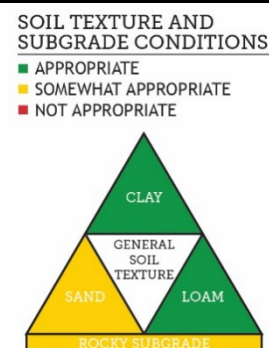 SOIL TEXTURE AND
SUBGRADE CONDITIONS
APPROPRIATE
SOMEWHAT APPROPRIATE
NOT APPROPRIATE
CLAY
GENERAL
SOIL
TEXTURE
SAND
LOAM
ROCKY SUBGRADE